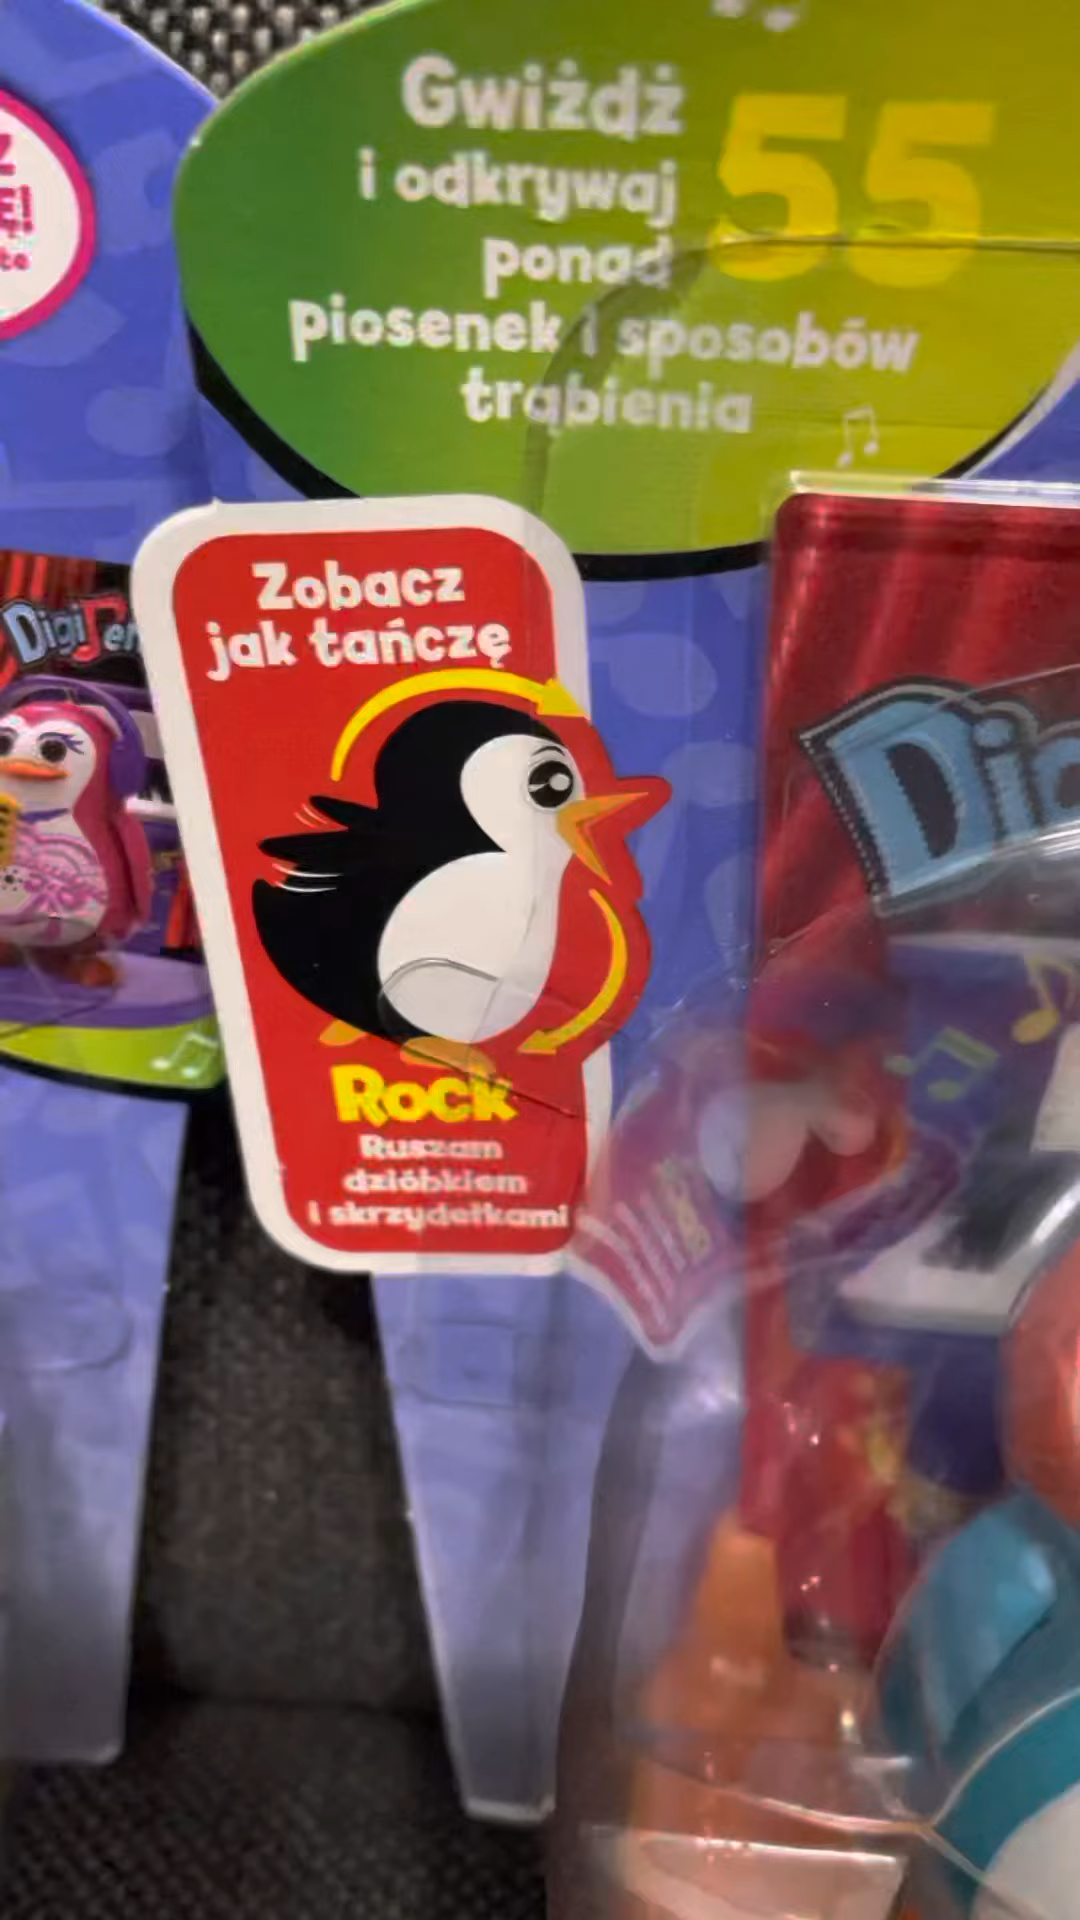 Gwiżdż
i odkrywaj 55
ponad
piosenek i sposobów
trąbienia
Zobacz
jak tańczę
Rock
Ruszam
dzióbkiem
i skrzydełkami